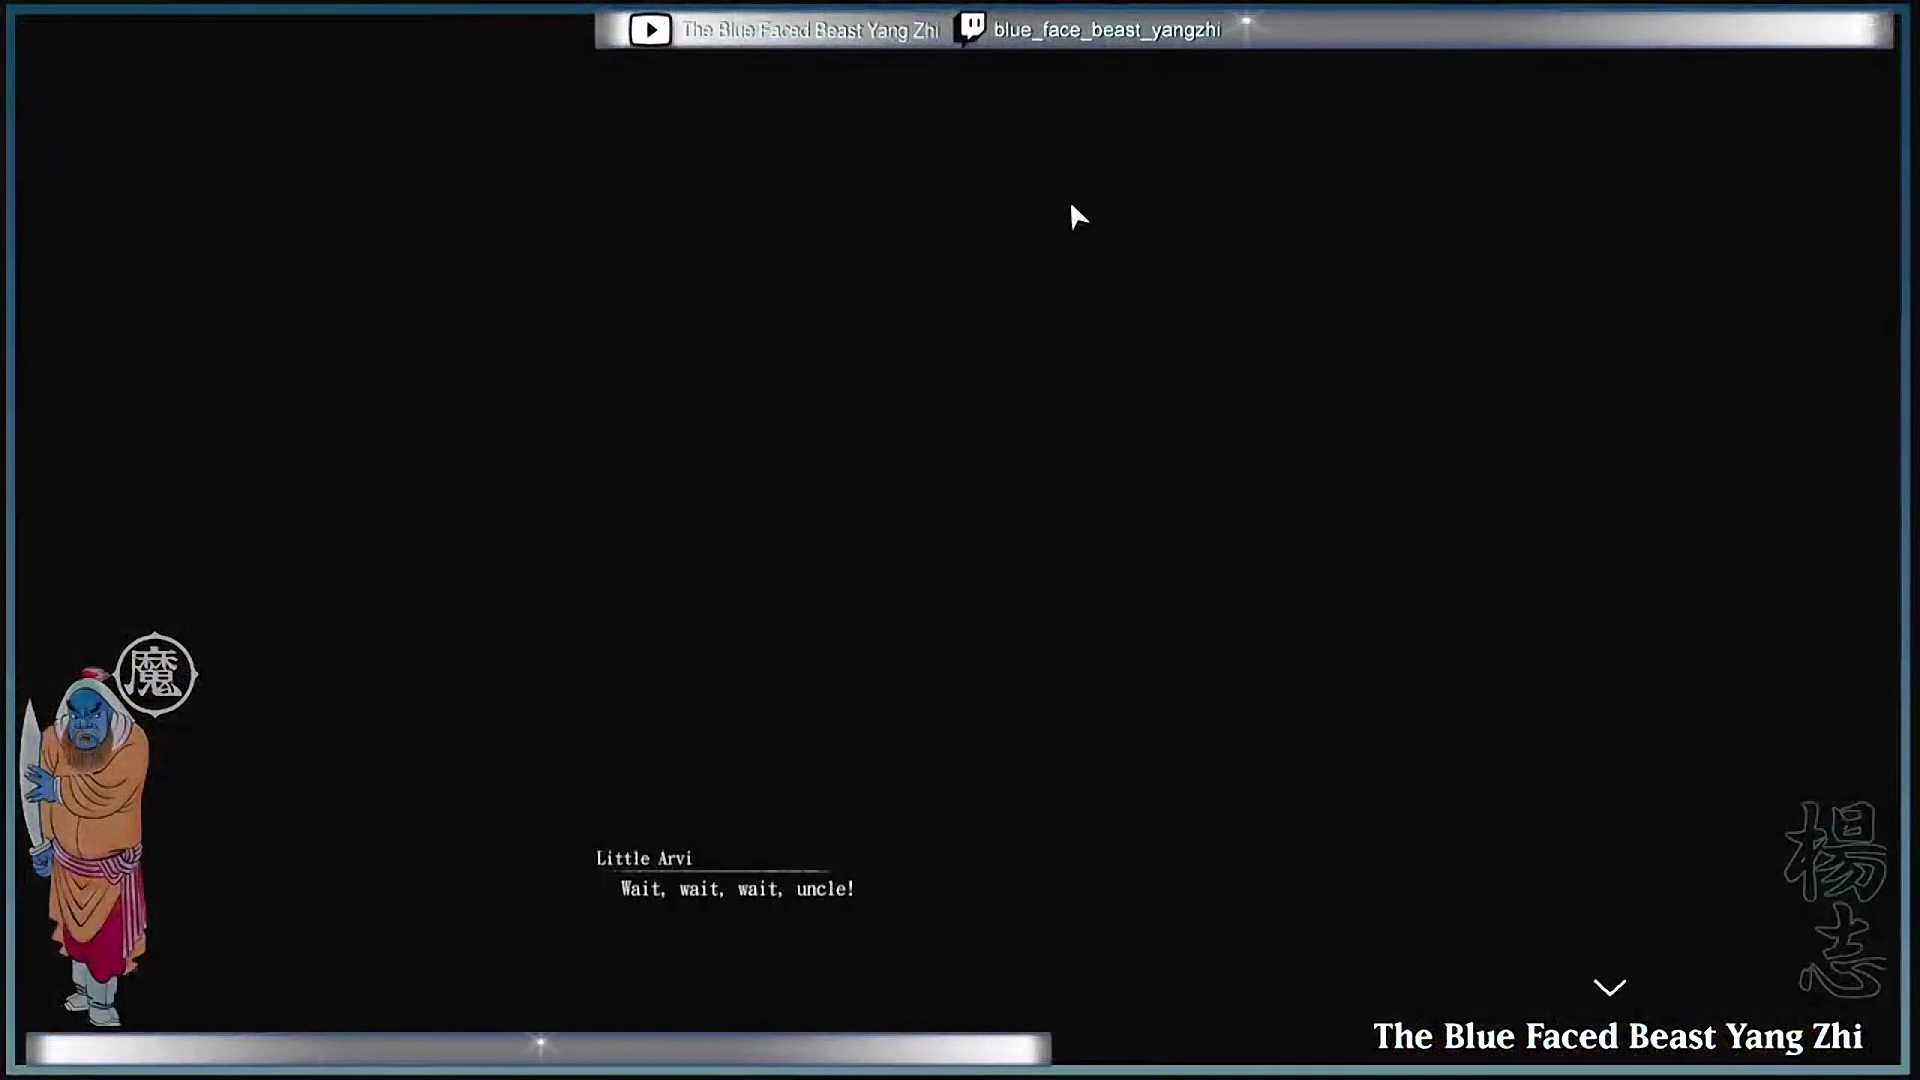 The Blue Faced Beast Yang Zhi
blue_face_beast_yangzhi
魔
Little Arvi
Wait, wait, wait, uncle!
楊志
The Blue Faced Beast Yang Zhi